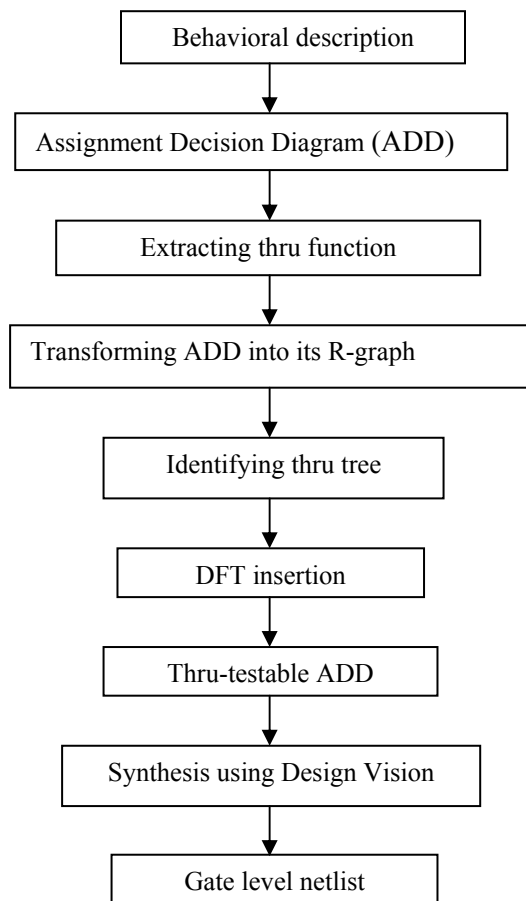 Behavioral description
Assignment Decision Diagram (ADD)
Extracting thru function
Transforming ADD into its R-graph
Identifying thru tree
DFT insertion
Thru-testable ADD
Synthesis using Design Vision
Gate level netlist